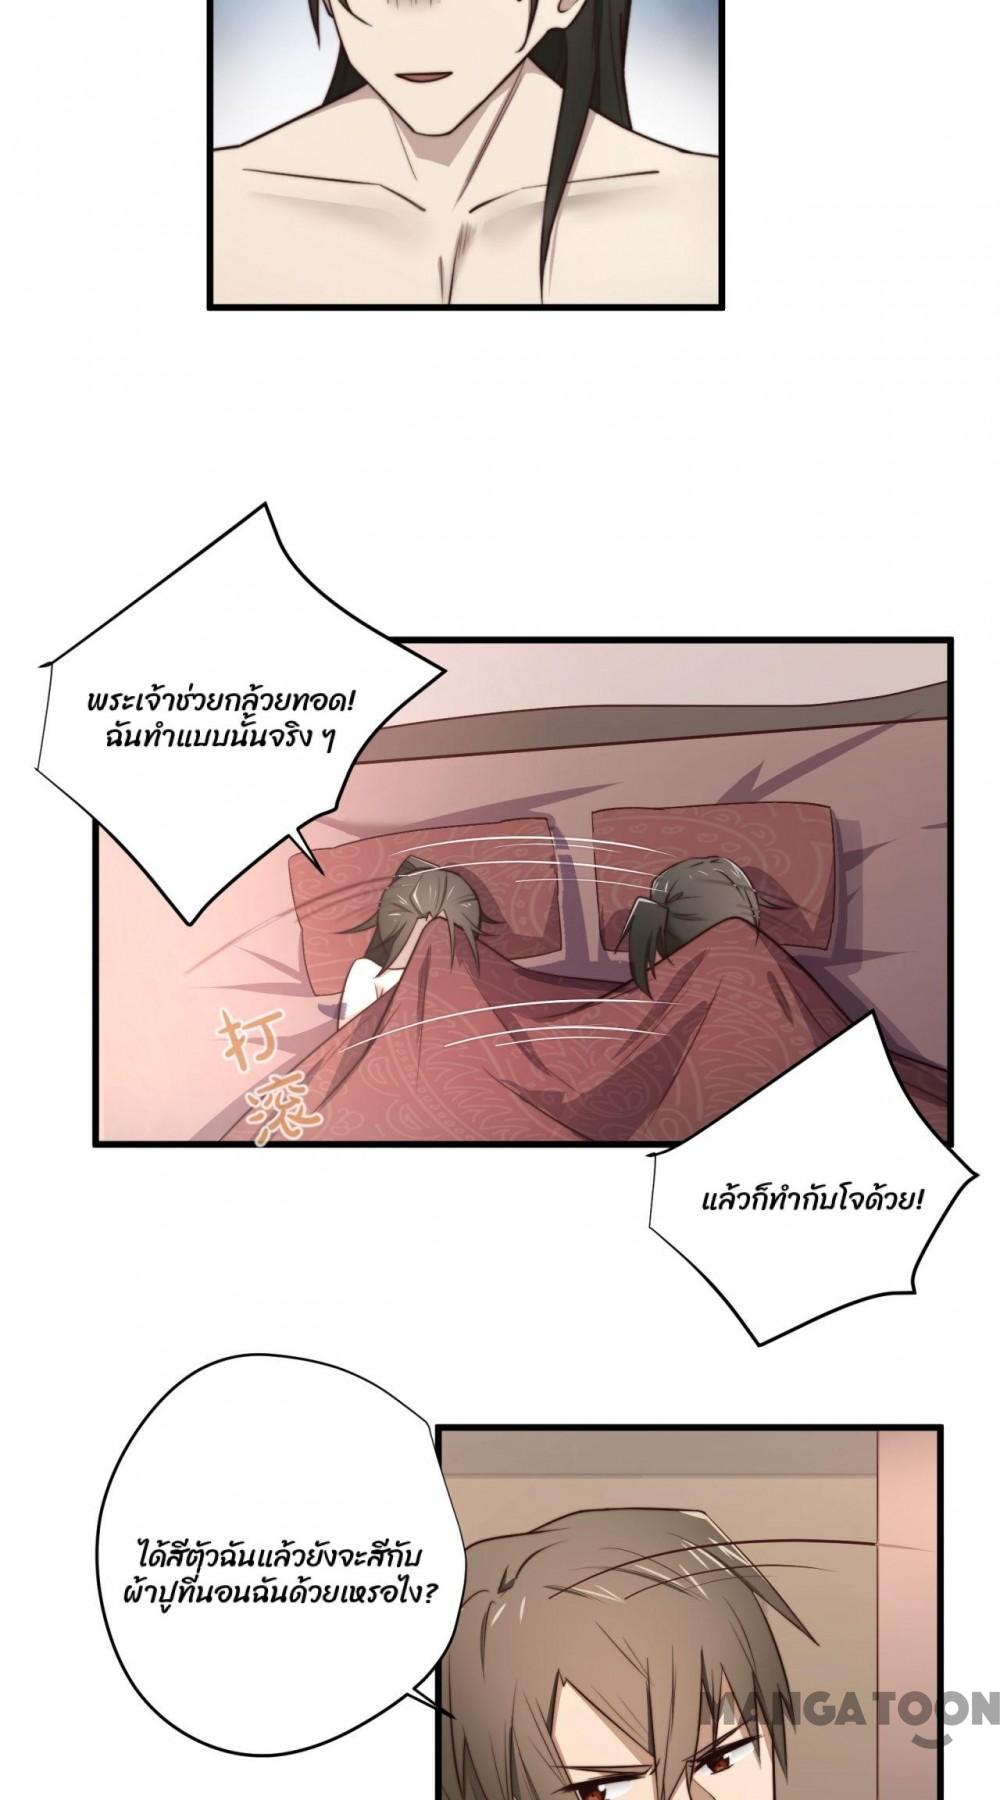 พระเจ้าช่วยกล้วยทอด!
ฉันทำแบบนั้นจริง ๆ
打
滚
แล้วก็ทำกับโจด้วย!
ได้สีตัวฉันแล้วยังจะสีกับ
ผ้าปูที่นอนฉันด้วยเหรอไง?
MANGATOON